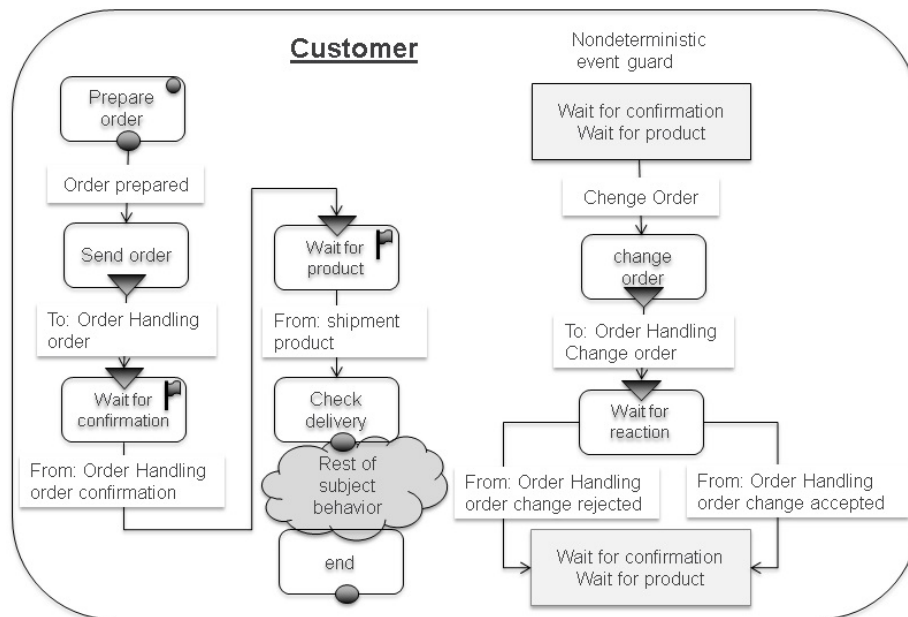 Customer
Prepare
order
Order prepared
Send order
To: Order Handling
order
Wait for
confirmation
From: Order Handling
order confirmation
Wait for
product
From: shipment
product
Check
delivery
Rest of
subject
behavior
end
Nondeterministic
event guard
Wait for confirmation
Wait for product
Chenge Order
change
order
To: Order Handling
Change order
Wait for
reaction
From: Order Handling
order change rejected
From: Order Handling
order change accepted
Wait for confirmation
Wait for product